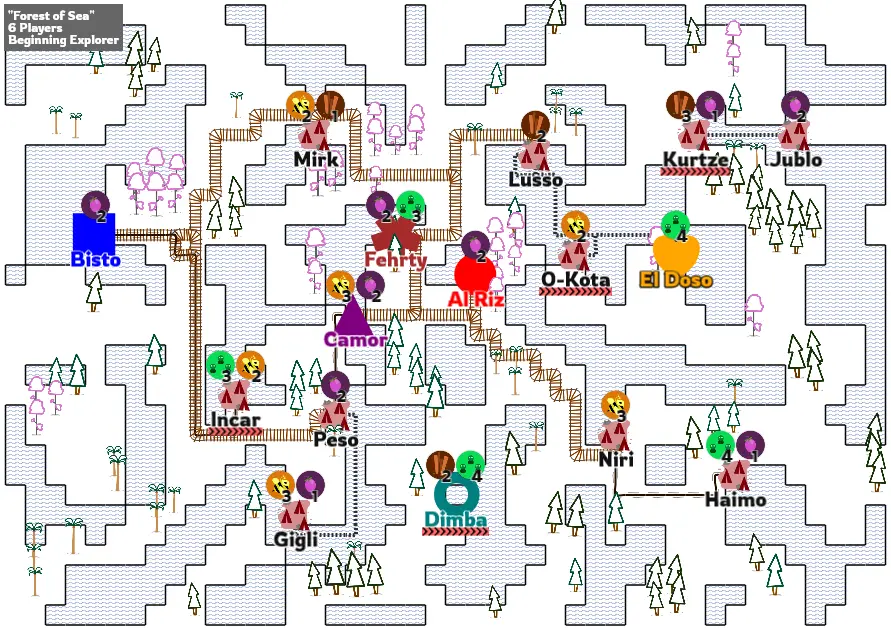 "Forest of Sea"
6 Players
Beginning Explorer
2 1
Mirk
2
Lusso
3 1
Kurtze
2
Jublo
2
Bisto
2 3
Fehrty
2
Al Riz
2
O-Kota
4
El Doso
3 2
Camor
3 2
Incar
2
Peso
3
Niri
4 1
Haimo
3 1
Gigli
2 4
Dimba